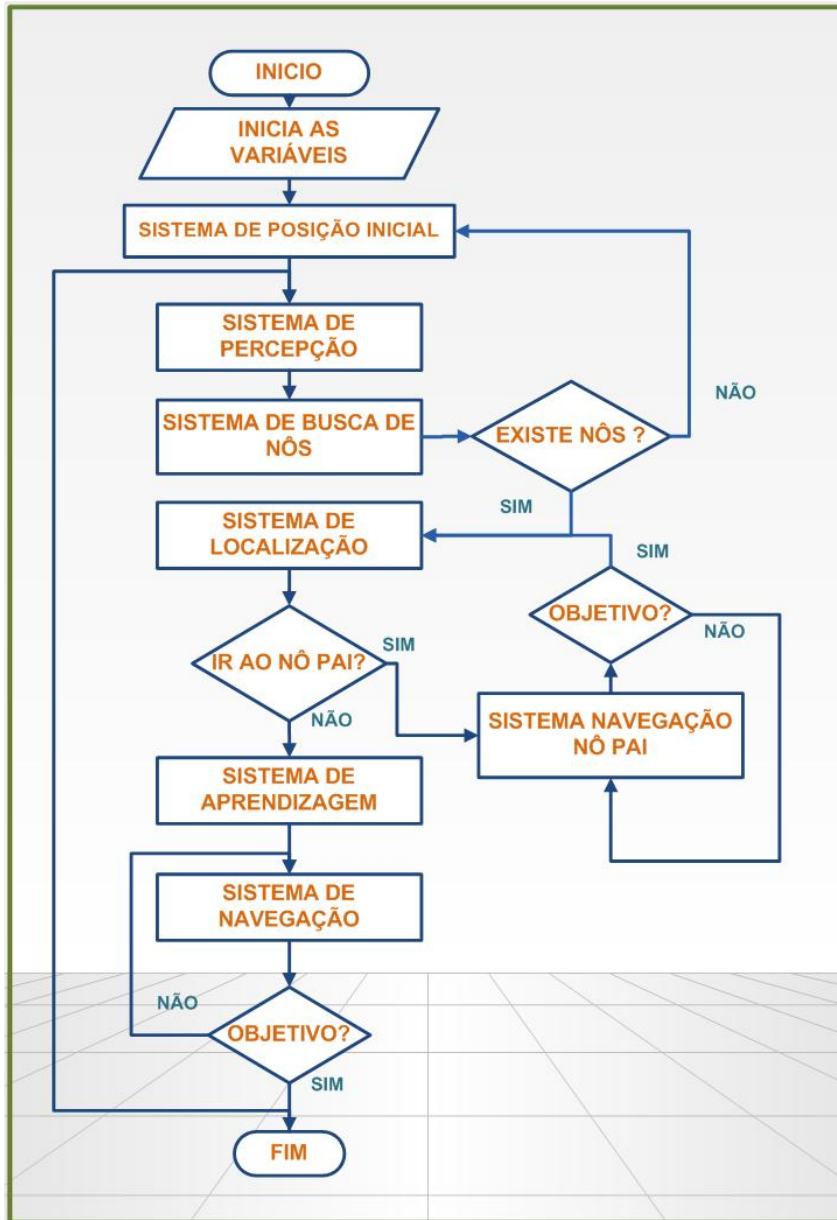 INICIO
INICIA AS
VARIÁVEIS
SISTEMA DE POSIÇÃO INICIAL
SISTEMA DE
PERCEPÇÃO
NÃO
SISTEMA DE BUSCA DE
NÔS
EXISTE NÔS ?
SIM
SISTEMA DE
LOCALIZAÇÃO
SIM
OBJETIVO?
NÃO
IR AO NÔ PAI?
SIM
NÃO
SISTEMA NAVEGAÇÃO
NÔ PAI
SISTEMA DE
APRENDIZAGEM
SISTEMA DE
NAVEGAÇÃO
NÃO
OBJETIVO?
SIM
FIM